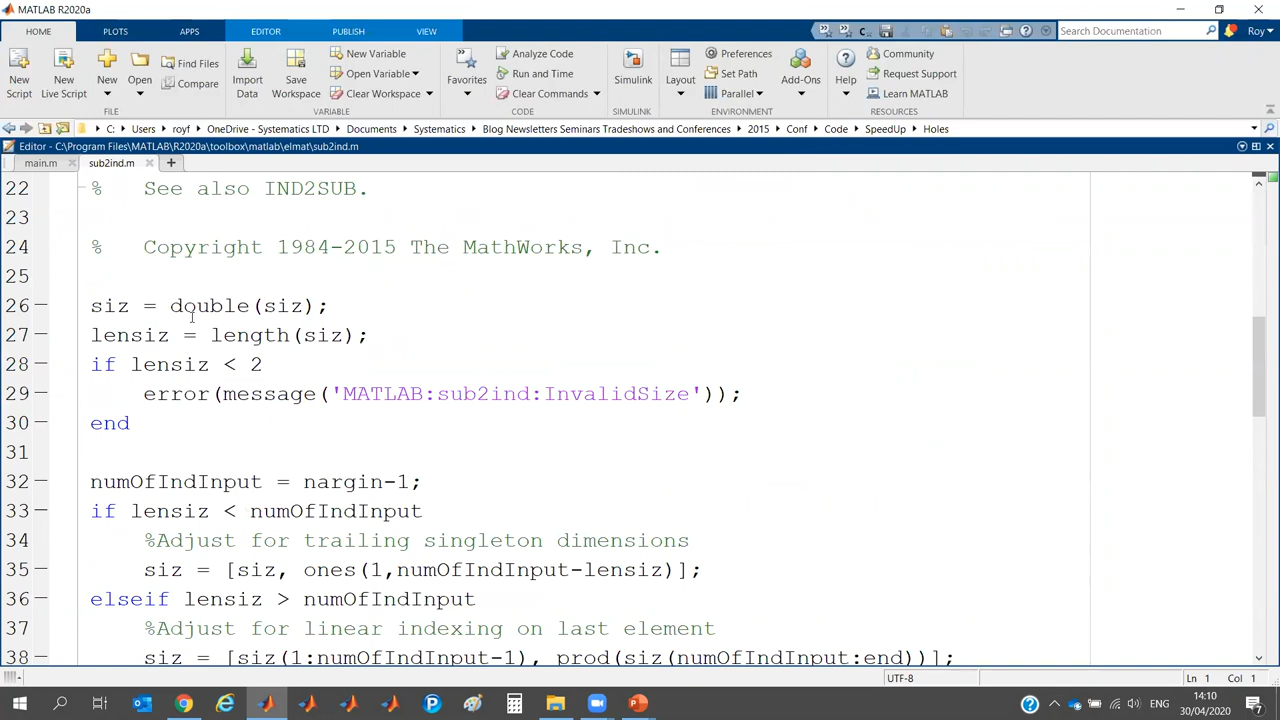 MATLAB R2020a
HOME PLOTS APPS EDITOR PUBLISH VIEW
Search Documentation
Roy
New Script
New Live Script
New
Open
Find Files
Compare
FILE
Import Data
Save Workspace
New Variable
Open Variable
Clear Workspace
VARIABLE
Favorites
Analyze Code
Run and Time
Clear Commands
CODE
Simulink
SIMULINK
Layout
Preferences
Set Path
Parallel
Add-Ons
ENVIRONMENT
Help
Community
Request Support
Learn MATLAB
RESOURCES
C: Users royf OneDrive - Systematics LTD Documents Systematics Blog Newsletters Seminars Tradeshows and Conferences 2015 Conf Code SpeedUp Holes
Editor - C:\Program Files\MATLAB\R2020a\toolbox\matlab\elmat\sub2ind.m
main.m sub2ind.m
22 % See also IND2SUB.
23
24 % Copyright 1984-2015 The MathWorks, Inc.
25
26 siz = double(siz);
27 lensiz = length(siz);
28 if lensiz < 2
29 error(message('MATLAB:sub2ind:InvalidSize'));
30 end
31
32 numOfIndInput = nargin-1;
33 if lensiz < numOfIndInput
34 %Adjust for trailing singleton dimensions
35 siz = [siz, ones(1,numOfIndInput-lensiz)];
36 elseif lensiz > numOfIndInput
37 %Adjust for linear indexing on last element
38 siz = [siz(1:numOfIndInput-1), prod(siz(numOfIndInput:end))];
UTF-8 Ln 1 Col 1
ENG
14:10
30/04/2020
7